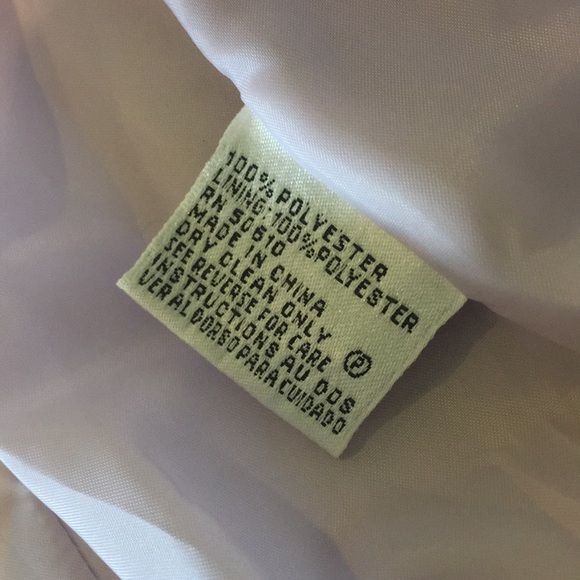 100% POLYESTER
LINING: 100% POLYESTER
RN 50610
MADE IN CHINA
DRY CLEAN ONLY
SEE REVERSE FOR CARE Ⓟ
INSTRUCTIONS AU DOS
VER AL DORSO PARA CUIDADO